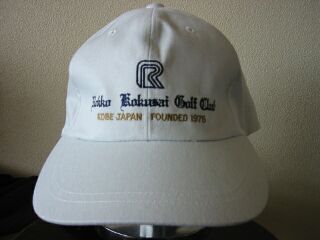 R
Rokko Kokusai Golf Club
KOBE JAPAN FOUNDED 1975